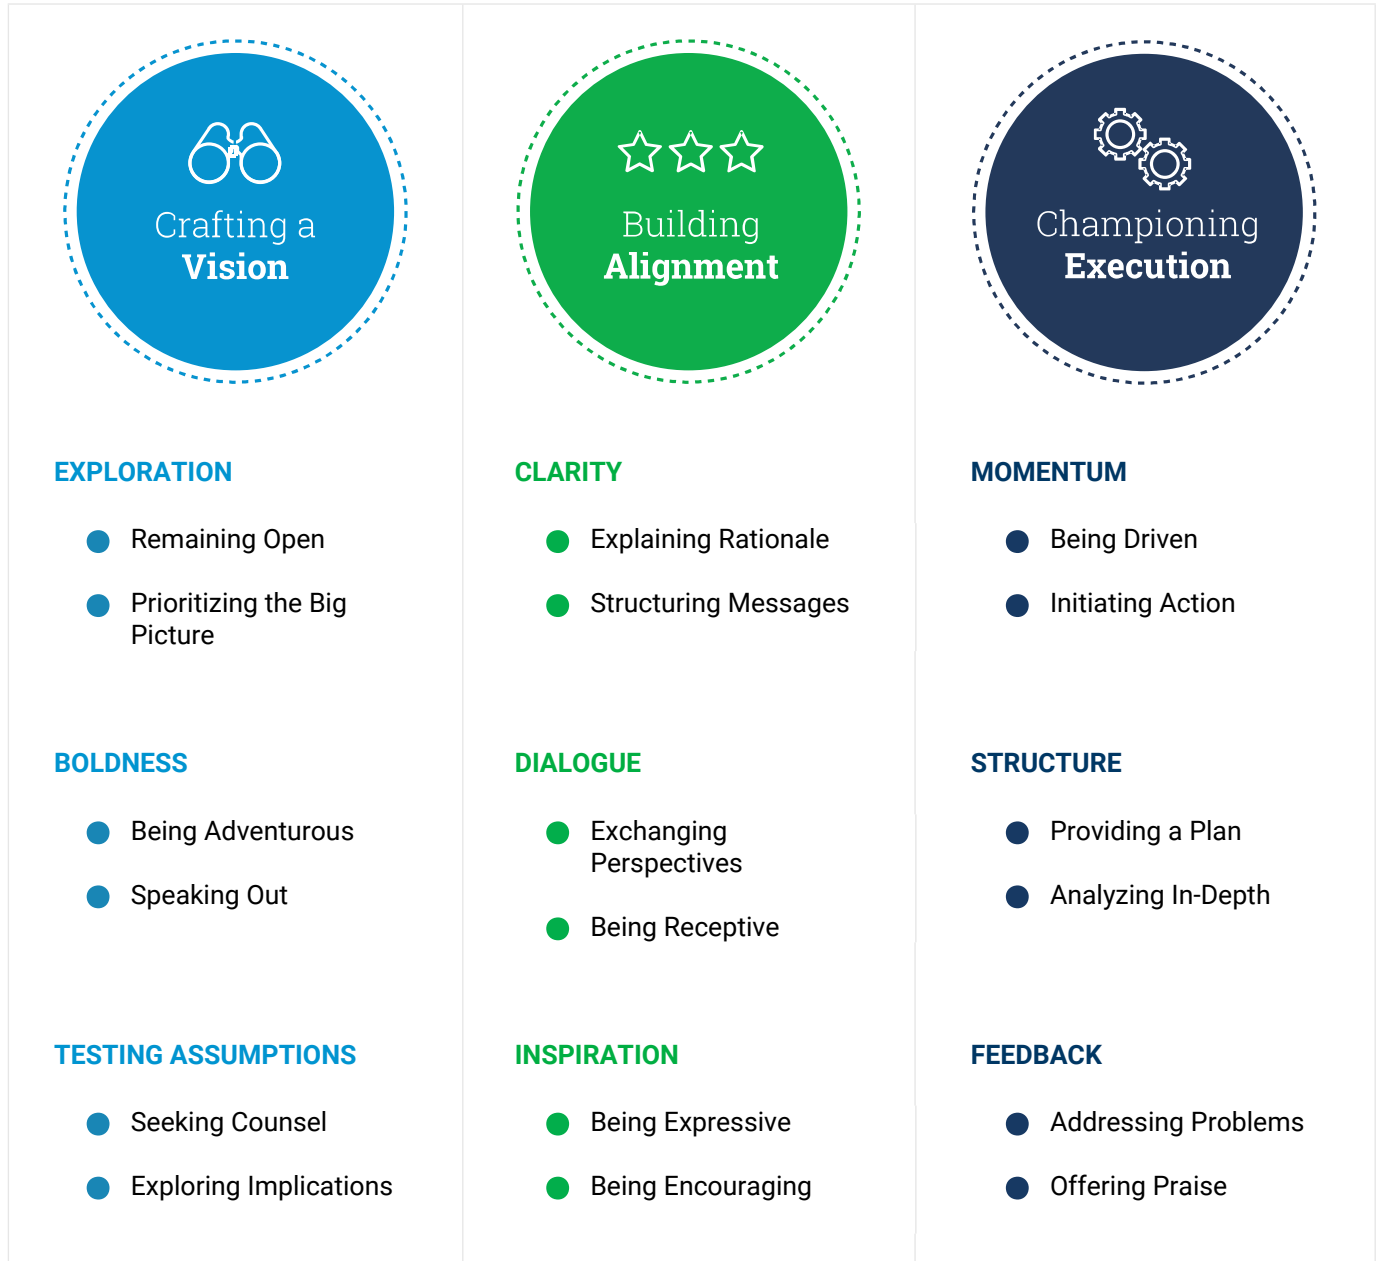 Crafting a
Vision
EXPLORATION
Remaining Open
Prioritizing the Big
Picture
BOLDNESS
Being Adventurous
Speaking Out
TESTING ASSUMPTIONS
Seeking Counsel
Exploring Implications
Building
Alignment
CLARITY
Explaining Rationale
Structuring Messages
DIALOGUE
Exchanging
Perspectives
Being Receptive
INSPIRATION
Being Expressive
Being Encouraging
Championing
Execution
MOMENTUM
Being Driven
Initiating Action
STRUCTURE
Providing a Plan
Analyzing In-Depth
FEEDBACK
Addressing Problems
Offering Praise